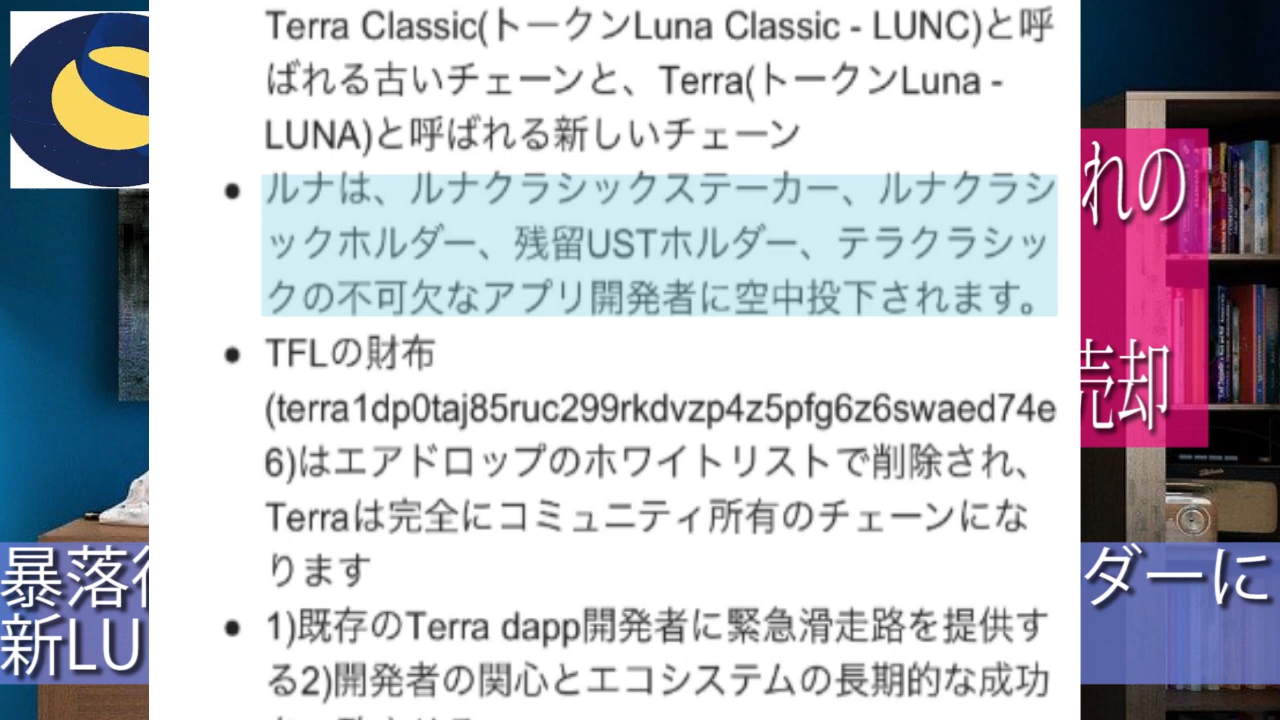 Terra Classic(トークンLuna Classic - LUNC)と呼
ばれる古いチェーンと、Terra(トークンLuna -
LUNA)と呼ばれる新しいチェーン
● ルナは、ルナクラシックステーカー、ルナクラシ
ックホルダー、残留USTホルダー、テラクラシッ
クの不可欠なアプリ開発者に空中投下されます。
● TFLの財布
(terra1dp0taj85ruc299rkdvzp4z5pfg6z6swaed74e
6)はエアドロップのホワイトリストで削除され、
Terraは完全にコミュニティ所有のチェーンにな
ります
● 1)既存のTerra dapp開発者に緊急滑走路を提供す
る2)開発者の関心とエコシステムの長期的な成功
れの
売却
暴落
ダーに
新LU